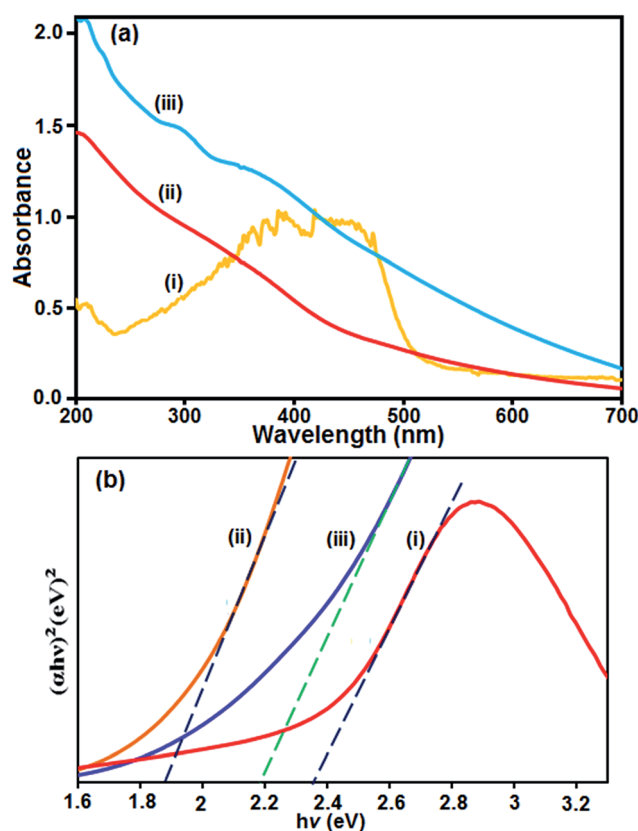 (a)
2.0
1.5
1.0
0.5
0.0
Absorbance
(iii)
(ii)
(i)
200 300 400 500 600 700
Wavelength (nm)
(b)
(ii)
(iii)
(i)
(αhν)² (eV)²
1.6 2 2.2 2.4 2.6 2.8 3 3.2
hν (eV)